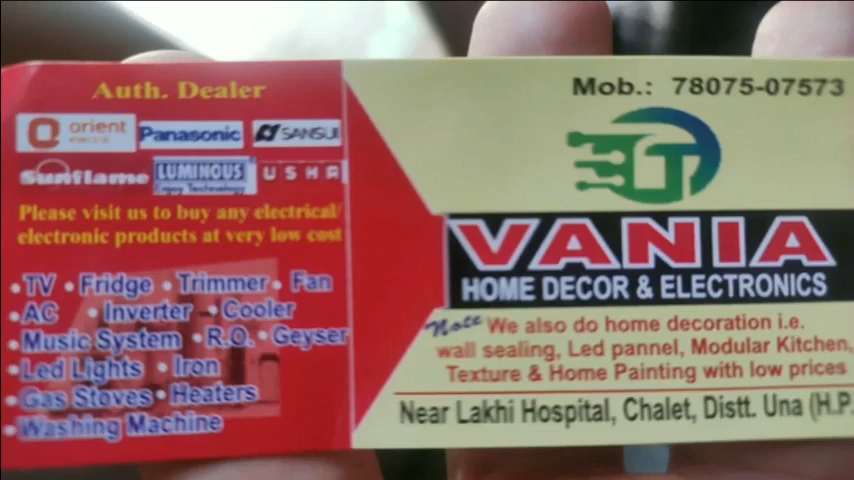 Auth. Dealer
orient
Panasonic
SANSUI
Sunflame
LUMINOUS
Enjoy Technology
USHA
Please visit us to buy any electrical/
electronic products at very low cost
•TV •Fridge •Trimmer• Fan
•AC •Inverter •Cooler
•Music System •R.O.•Geyser
•Led Lights •Iron
•Gas Stoves•Heaters
•Washing Machine
Mob.: 78075-07573
VANIA
HOME DECOR & ELECTRONICS
Note We also do home decoration i.e.
wall sealing, Led pannel, Modular Kitchen,
Texture & Home Painting with low prices
Near Lakhi Hospital, Chalet, Distt. Una (H.P.